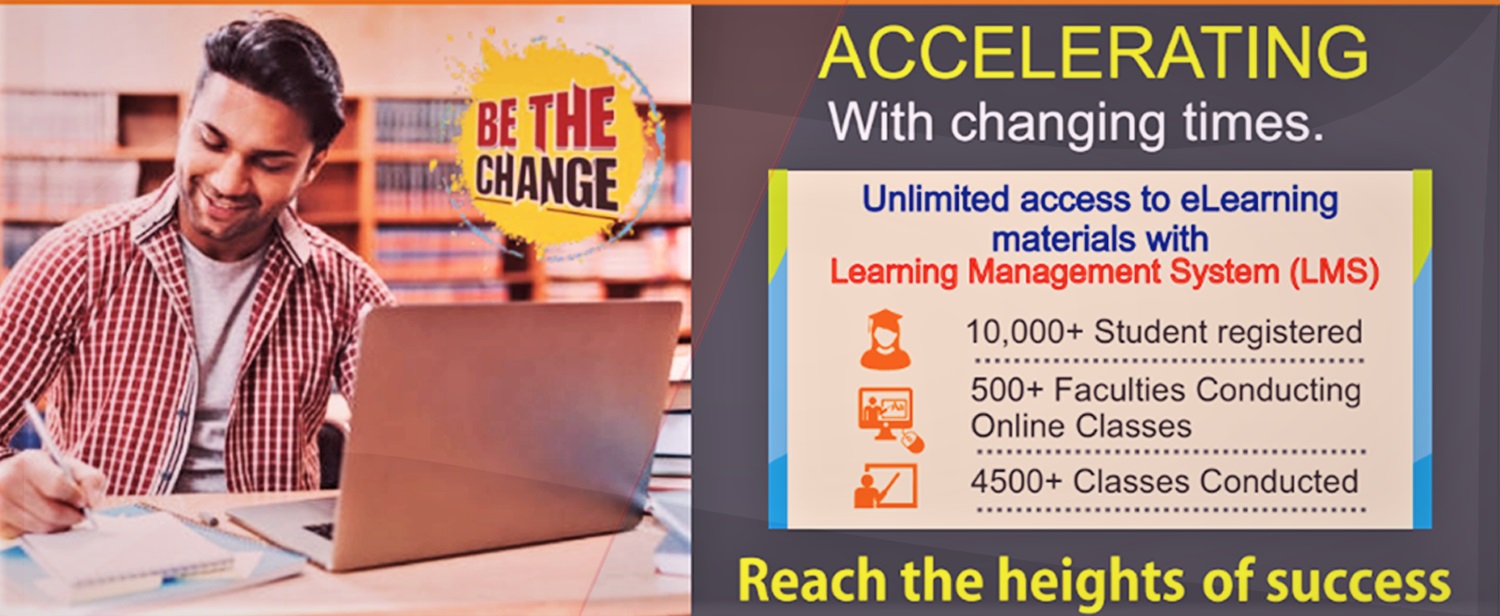 BE THE
CHANGE
ACCELERATING
With changing times.
Unlimited access to eLearning
materials with
Learning Management System (LMS)
10,000+ Student registered
500+ Faculties Conducting
Online Classes
4500+ Classes Conducted
Reach the heights of success